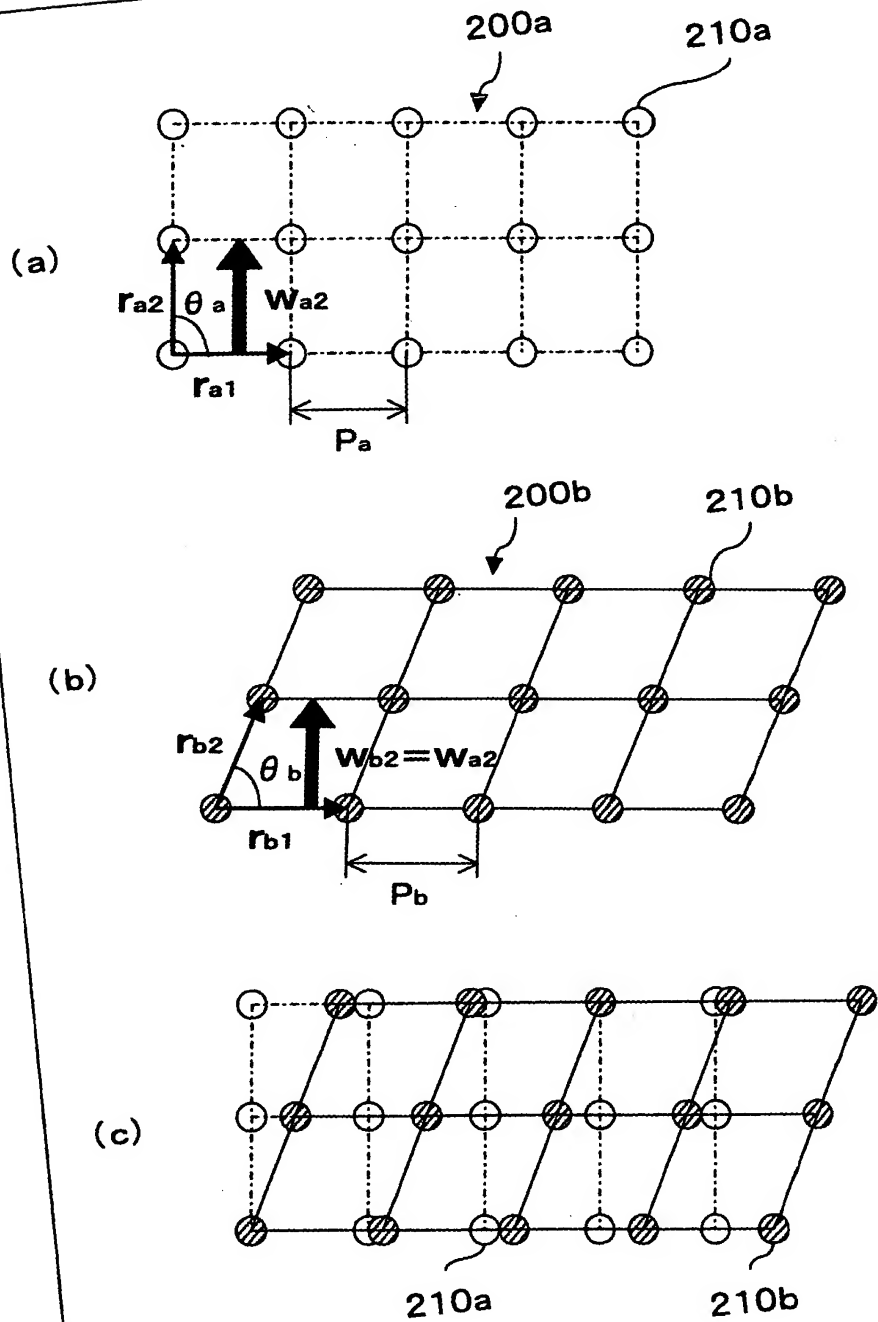 200a 210a
(a)
ra2 θa wa2
ra1
Pa
200b 210b
(b)
rb2 θb wb2=wa2
rb1
Pb
(c)
210a 210b